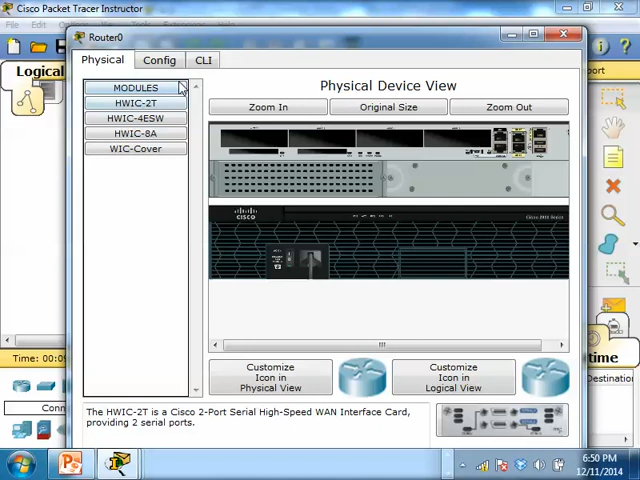 Cisco Packet Tracer Instructor
Router0
Logical
Physical
Config
CLI
MODULES
HWIC-2T
HWIC-4ESW
HWIC-8A
WIC-Cover
Physical Device View
Zoom In
Original Size
Zoom Out
CISCO
Customize
Icon in
Physical View
Customize
Icon in
Logical View
The HWIC-2T is a Cisco 2-Port Serial High-Speed WAN Interface Card,
providing 2 serial ports.
6:50 PM
12/11/2014